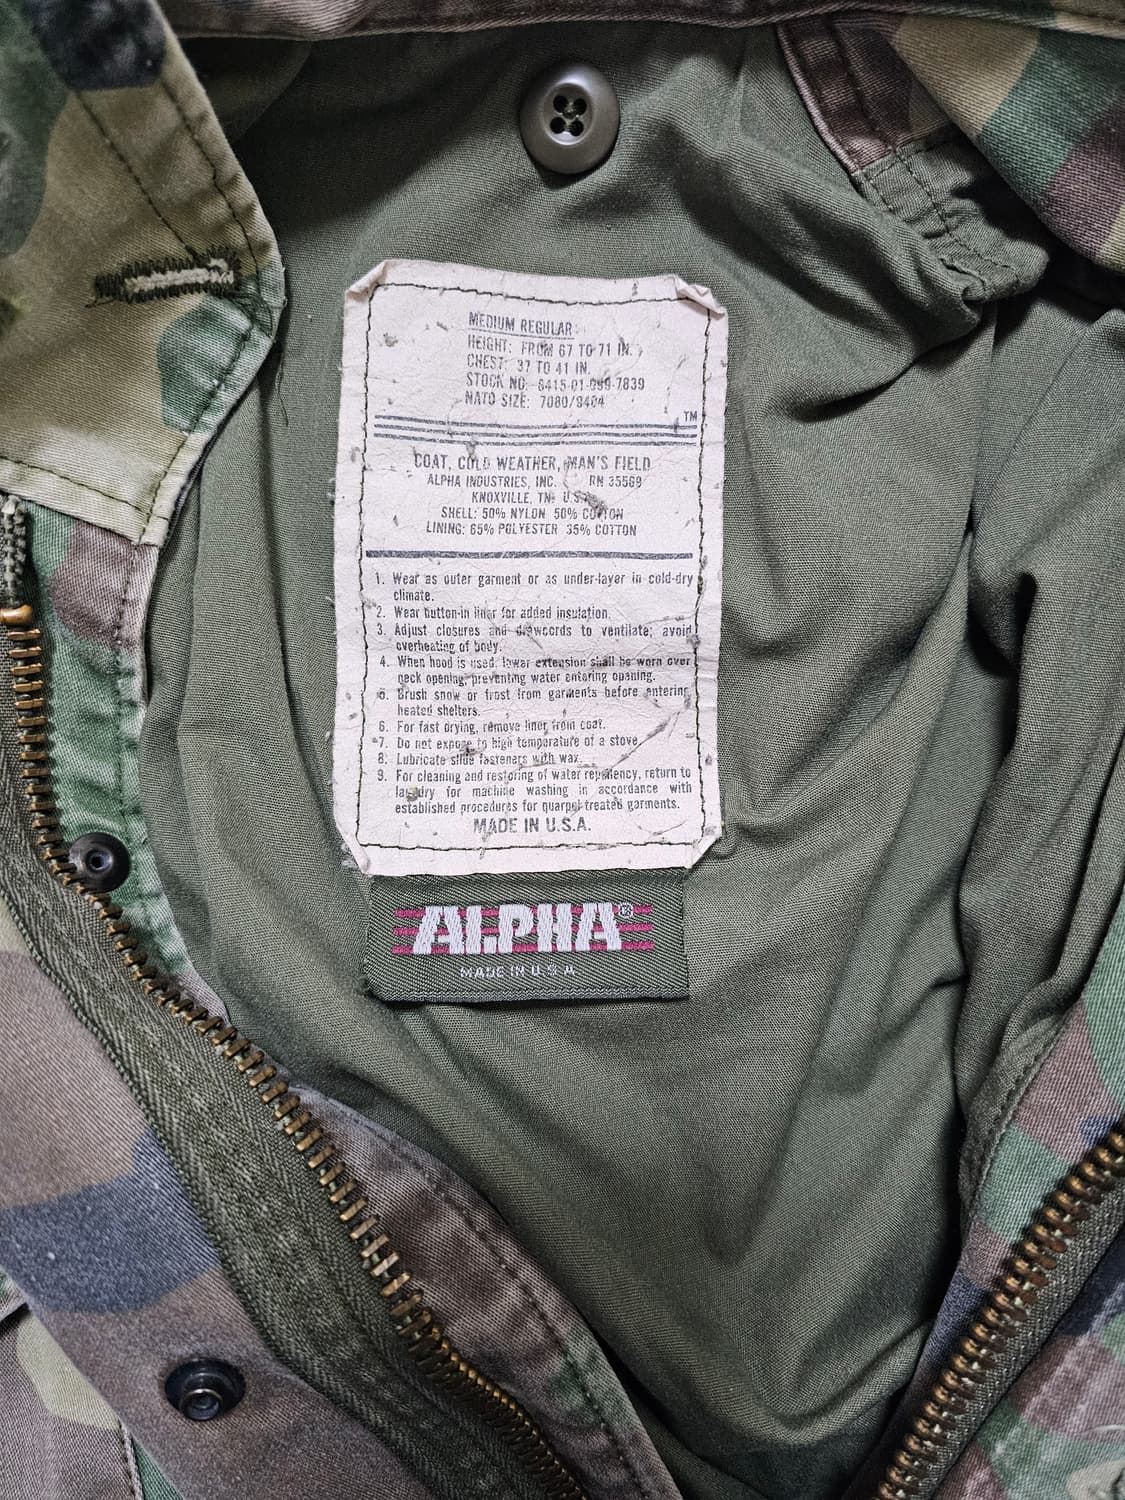 MEDIUM REGULAR
HEIGHT: FROM 67 TO 71 IN.
CHEST: 37 TO 41 IN.
STOCK NO: 8415-01-099-7839
NATO SIZE: 7080/9404
TM
COAT, COLD WEATHER, MAN'S FIELD
ALPHA INDUSTRIES, INC. RN 35569
KNOXVILLE, TN U.S.
SHELL: 50% NYLON 50% COTTON
LINING: 65% POLYESTER 35% COTTON
1. Wear as outer garment or as under-layer in cold-dry
climate.
2. Wear button-in liner for added insulation.
3. Adjust closures and drawcords to ventilate; avoid
overheating of body.
4. When hood is used, lower extension shall be worn over
neck opening, preventing water entering opening.
5. Brush snow or frost from garments before entering
heated shelters.
6. For fast drying, remove liner from coat.
7. Do not expose to high temperature of a stove.
8. Lubricate slide fasteners with wax.
9. For cleaning and restoring of water repellency, return to
laundry for machine washing in accordance with
established procedures for quarpel treated garments.
MADE IN U.S.A.
ALPHA®
MADE IN U.S.A